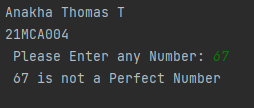 Anakha Thomas T
21MCA004
Please Enter any Number: 67
67 is not a Perfect Number